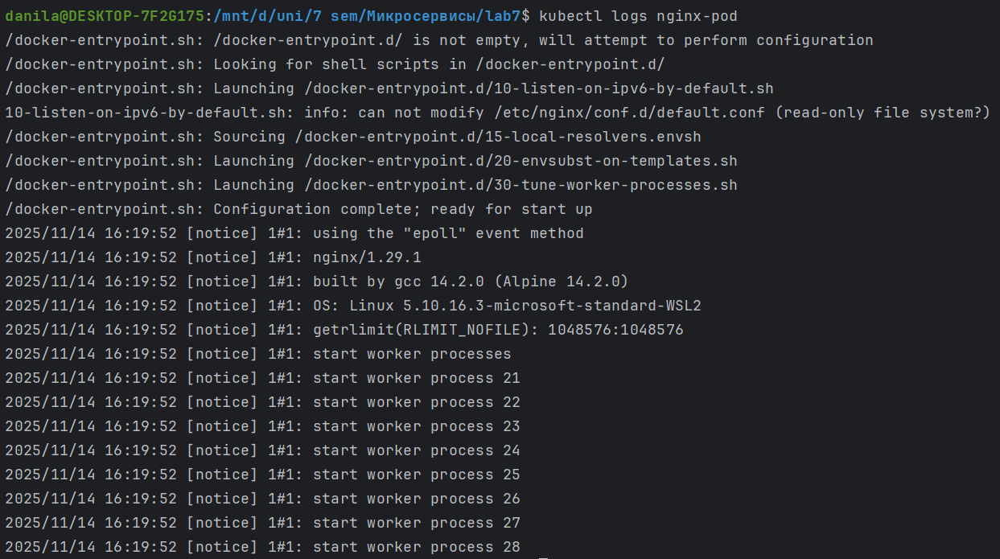 danila@DESKTOP-7F2G175:/mnt/d/uni/7 sem/Микросервисы/lab7$ kubectl logs nginx-pod
/docker-entrypoint.sh: /docker-entrypoint.d/ is not empty, will attempt to perform configuration
/docker-entrypoint.sh: Looking for shell scripts in /docker-entrypoint.d/
/docker-entrypoint.sh: Launching /docker-entrypoint.d/10-listen-on-ipv6-by-default.sh
10-listen-on-ipv6-by-default.sh: info: can not modify /etc/nginx/conf.d/default.conf (read-only file system?)
/docker-entrypoint.sh: Sourcing /docker-entrypoint.d/15-local-resolvers.envsh
/docker-entrypoint.sh: Launching /docker-entrypoint.d/20-envsubst-on-templates.sh
/docker-entrypoint.sh: Launching /docker-entrypoint.d/30-tune-worker-processes.sh
/docker-entrypoint.sh: Configuration complete; ready for start up
2025/11/14 16:19:52 [notice] 1#1: using the "epoll" event method
2025/11/14 16:19:52 [notice] 1#1: nginx/1.29.1
2025/11/14 16:19:52 [notice] 1#1: built by gcc 14.2.0 (Alpine 14.2.0)
2025/11/14 16:19:52 [notice] 1#1: OS: Linux 5.10.16.3-microsoft-standard-WSL2
2025/11/14 16:19:52 [notice] 1#1: getrlimit(RLIMIT_NOFILE): 1048576:1048576
2025/11/14 16:19:52 [notice] 1#1: start worker processes
2025/11/14 16:19:52 [notice] 1#1: start worker process 21
2025/11/14 16:19:52 [notice] 1#1: start worker process 22
2025/11/14 16:19:52 [notice] 1#1: start worker process 23
2025/11/14 16:19:52 [notice] 1#1: start worker process 24
2025/11/14 16:19:52 [notice] 1#1: start worker process 25
2025/11/14 16:19:52 [notice] 1#1: start worker process 26
2025/11/14 16:19:52 [notice] 1#1: start worker process 27
2025/11/14 16:19:52 [notice] 1#1: start worker process 28